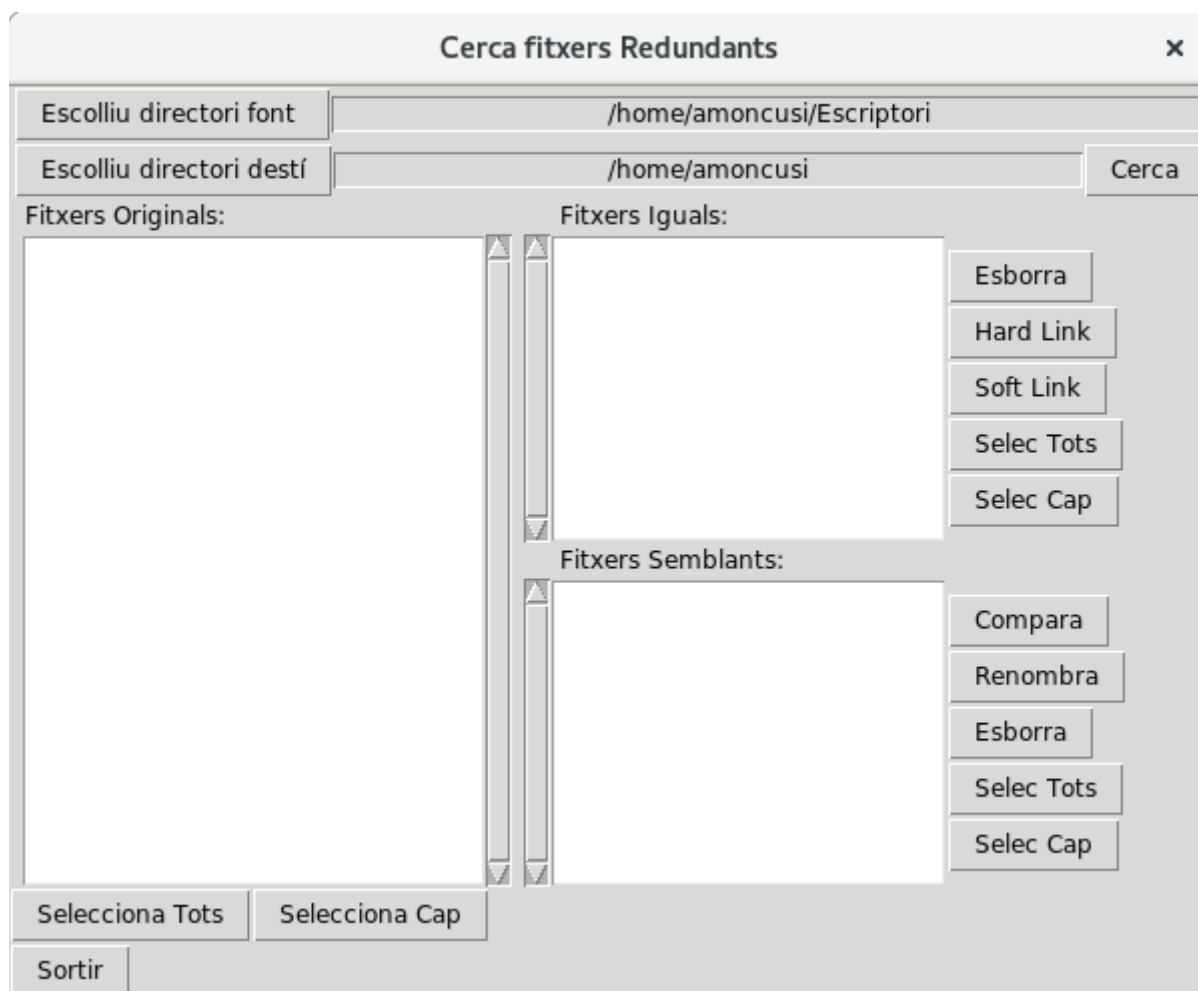 Cerca fitxers Redundants
Escolliu directori font
/home/amoncusi/Escriptori
Escolliu directori destí
/home/amoncusi
Cerca
Fitxers Originals:
Fitxers Iguals:
Esborra
Hard Link
Soft Link
Selec Tots
Selec Cap
Fitxers Semblants:
Compara
Renombra
Esborra
Selec Tots
Selec Cap
Selecciona Tots
Selecciona Cap
Sortir